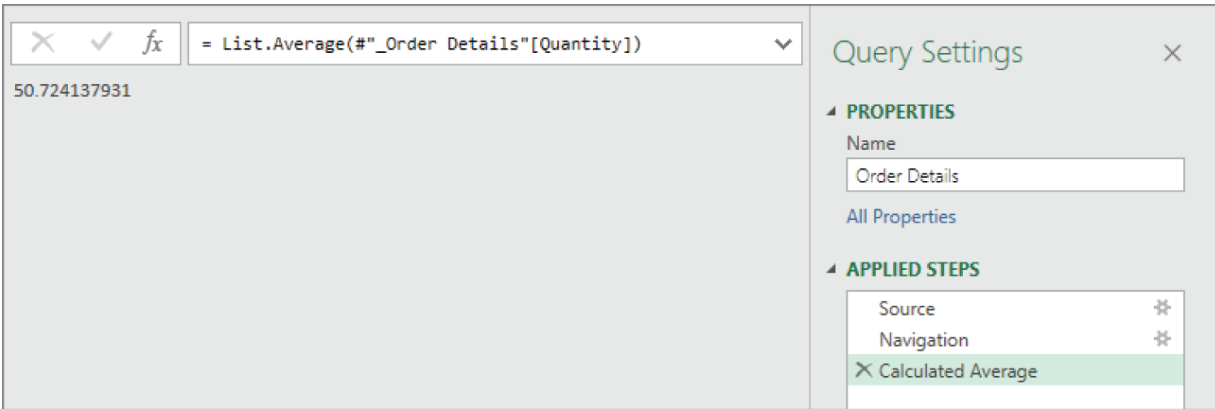 fx
= List.Average(#"_Order Details"[Quantity])
50.724137931
Query Settings
PROPERTIES
Name
Order Details
All Properties
APPLIED STEPS
Source
Navigation
Calculated Average